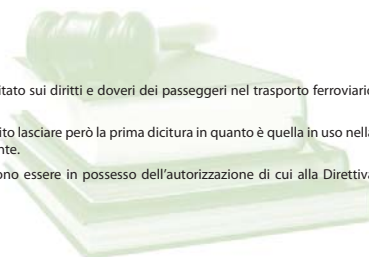 itato sui diritti e doveri dei passeggeri nel trasporto ferroviario
ito lasciare però la prima dicitura in quanto è quella in uso nella
nte.
ono essere in possesso dell'autorizzazione di cui alla Direttiva